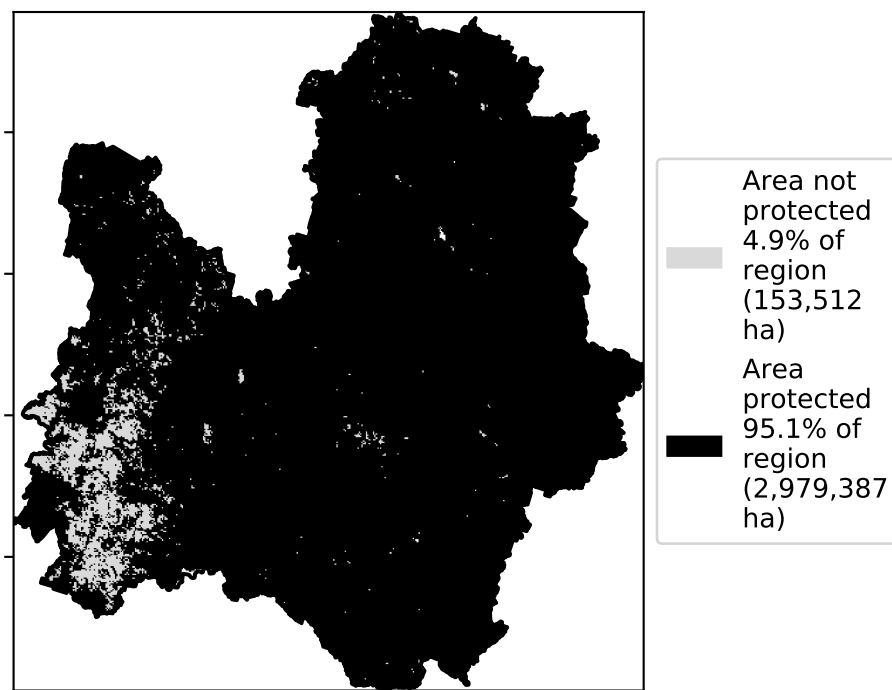 Area not
protected
4.9% of
region
(153,512
ha)
Area
protected
95.1% of
region
(2,979,387
ha)